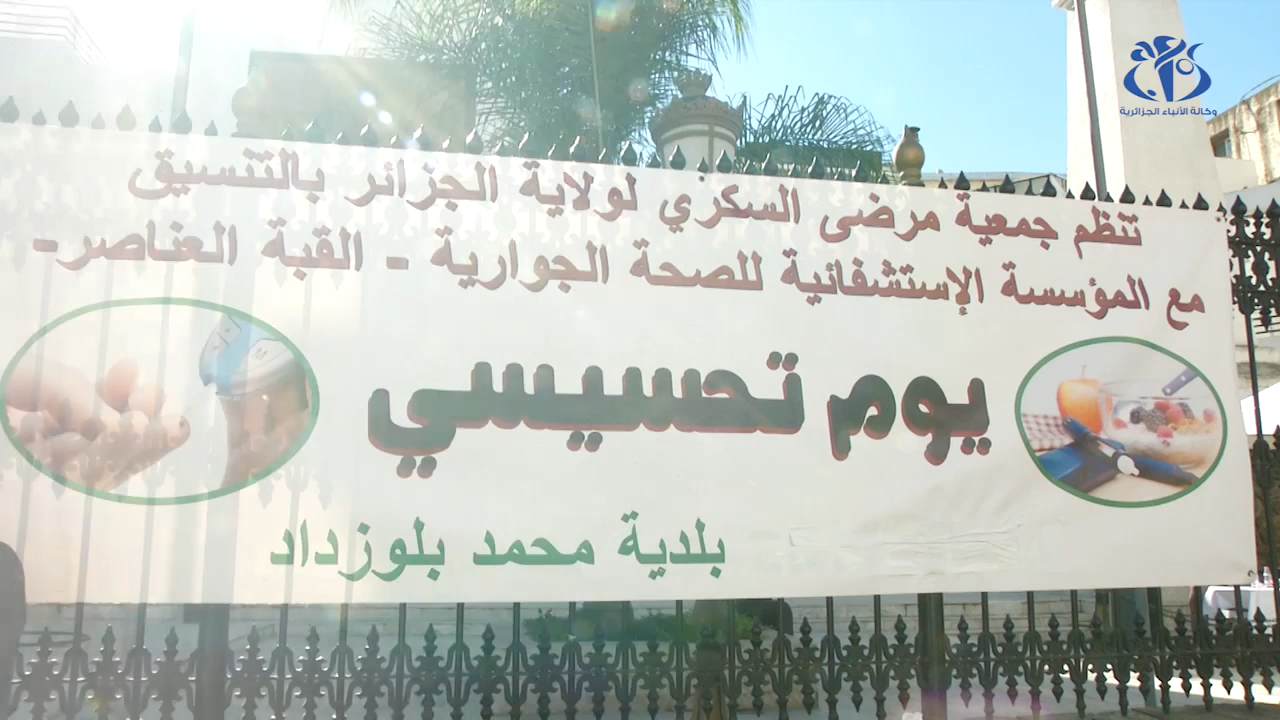 وكالة الأنباء الجزائرية
تنظم جمعية مرضى السكري لولاية الجزائر بالتنسيق
مع المؤسسة الإستشفائية للصحة الجوارية - القبة العناصر-
يوم تحسيسي
بلدية محمد بلوزداد